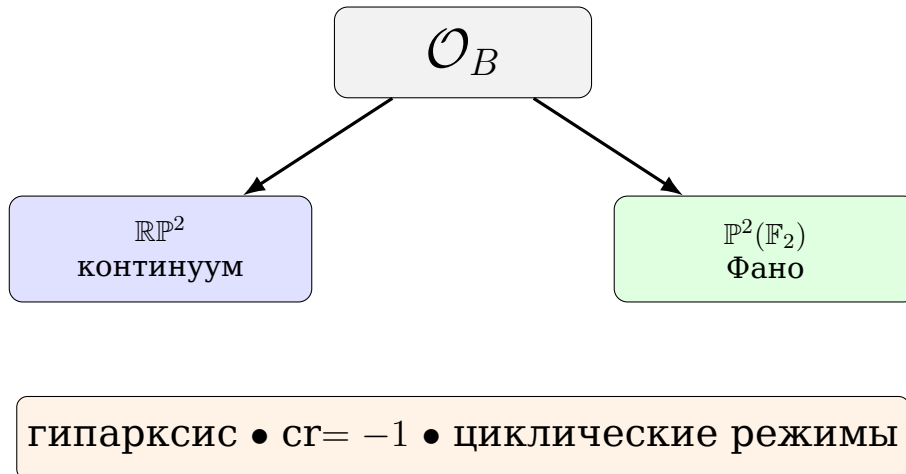 𝒪_B
ℝℙ²
континуум
ℙ²(𝔽₂)
Фано
гипарксис • cr= −1 • циклические режимы